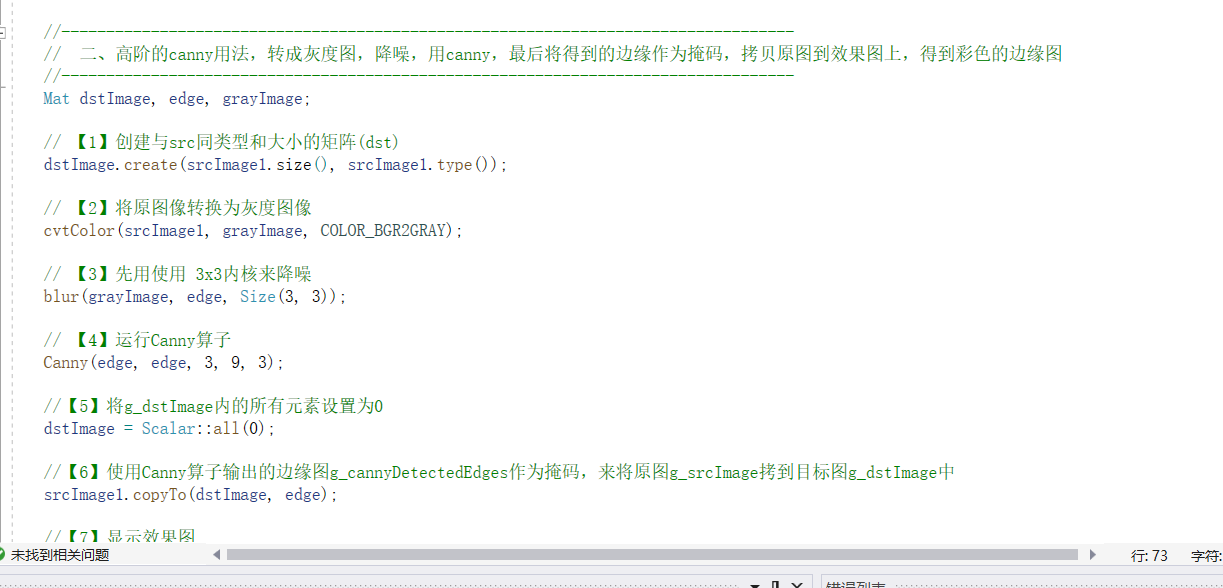 //----------------------------------------------------------------------------------
//  二、高阶的canny用法，转成灰度图，降噪，用canny，最后将得到的边缘作为掩码，拷贝原图到效果图上，得到彩色的边缘图
//----------------------------------------------------------------------------------
Mat dstImage, edge, grayImage;
// 【1】创建与src同类型和大小的矩阵(dst)
dstImage.create(srcImage1.size(), srcImage1.type());
// 【2】将原图像转换为灰度图像
cvtColor(srcImage1, grayImage, COLOR_BGR2GRAY);
// 【3】先用使用 3x3内核来降噪
blur(grayImage, edge, Size(3, 3));
// 【4】运行Canny算子
Canny(edge, edge, 3, 9, 3);
//【5】将g_dstImage内的所有元素设置为0
dstImage = Scalar::all(0);
//【6】使用Canny算子输出的边缘图g_cannyDetectedEdges作为掩码，来将原图g_srcImage拷到目标图g_dstImage中
srcImage1.copyTo(dstImage, edge);
//【7】显示效果图
未找到相关问题
行: 73
字符:
错误列表